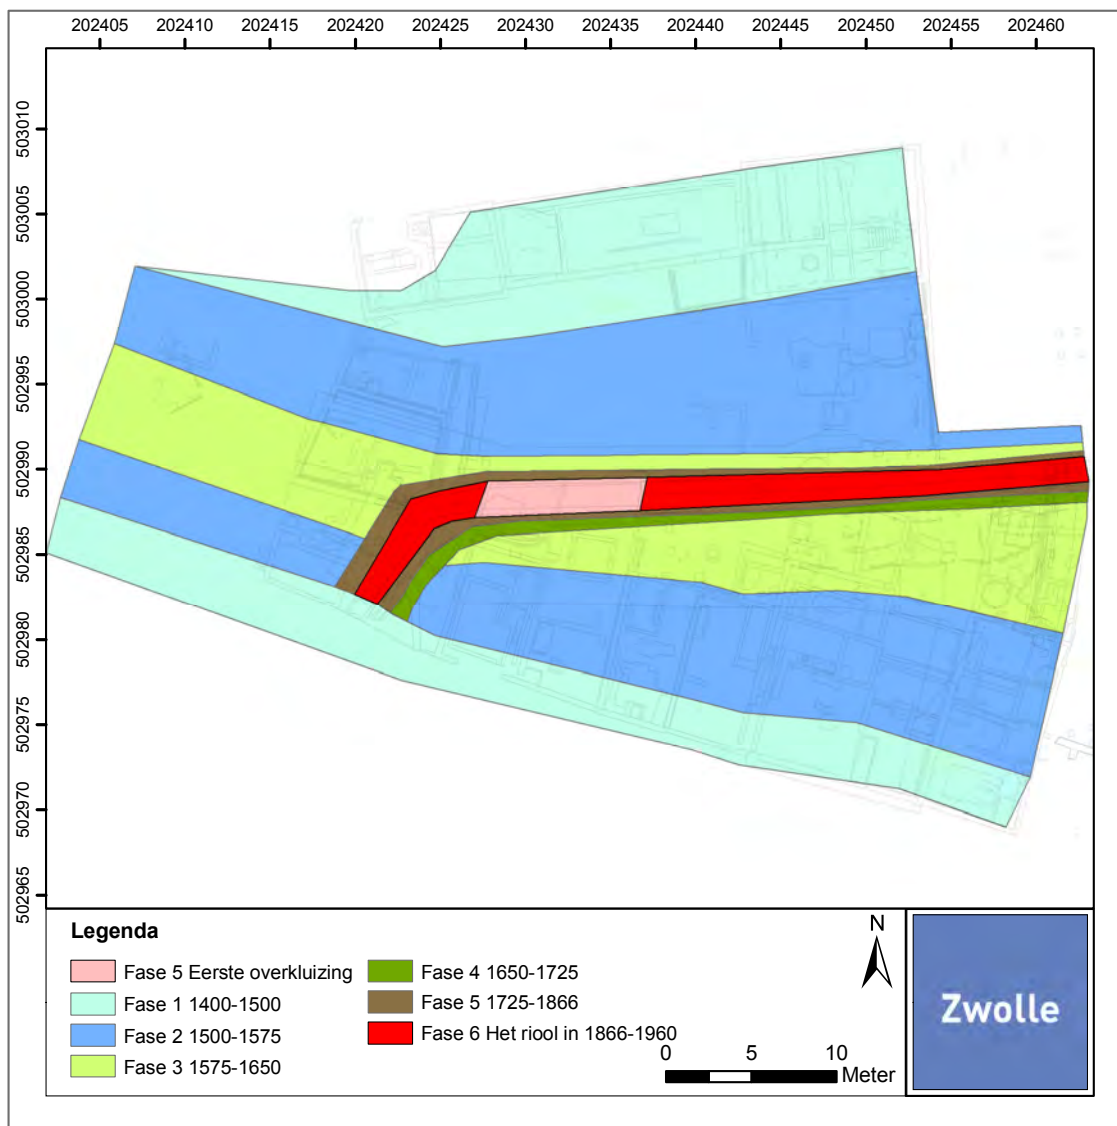 202405 202410 202415 202420 202425 202430 202435 202440 202445 202450 202455 202460
503010
503005
503000
502995
502990
502985
502980
502975
502970
502965
Legenda
Fase 5 Eerste overkluizing
Fase 1 1400-1500
Fase 2 1500-1575
Fase 3 1575-1650
Fase 4 1650-1725
Fase 5 1725-1866
Fase 6 Het riool in 1866-1960
N
0 5 10
Meter
Zwolle